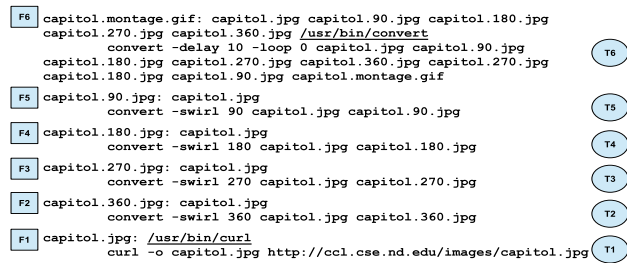 F6 capitol.montage.gif: capitol.jpg capitol.90.jpg capitol.180.jpg
capitol.270.jpg capitol.360.jpg /usr/bin/convert
convert -delay 10 -loop 0 capitol.jpg capitol.90.jpg
capitol.180.jpg capitol.270.jpg capitol.360.jpg capitol.270.jpg T6
capitol.180.jpg capitol.90.jpg capitol.montage.gif
F5 capitol.90.jpg: capitol.jpg
convert -swirl 90 capitol.jpg capitol.90.jpg T5
F4 capitol.180.jpg: capitol.jpg
convert -swirl 180 capitol.jpg capitol.180.jpg T4
F3 capitol.270.jpg: capitol.jpg
convert -swirl 270 capitol.jpg capitol.270.jpg T3
F2 capitol.360.jpg: capitol.jpg
convert -swirl 360 capitol.jpg capitol.360.jpg T2
F1 capitol.jpg: /usr/bin/curl
curl -o capitol.jpg http://ccl.cse.nd.edu/images/capitol.jpg T1